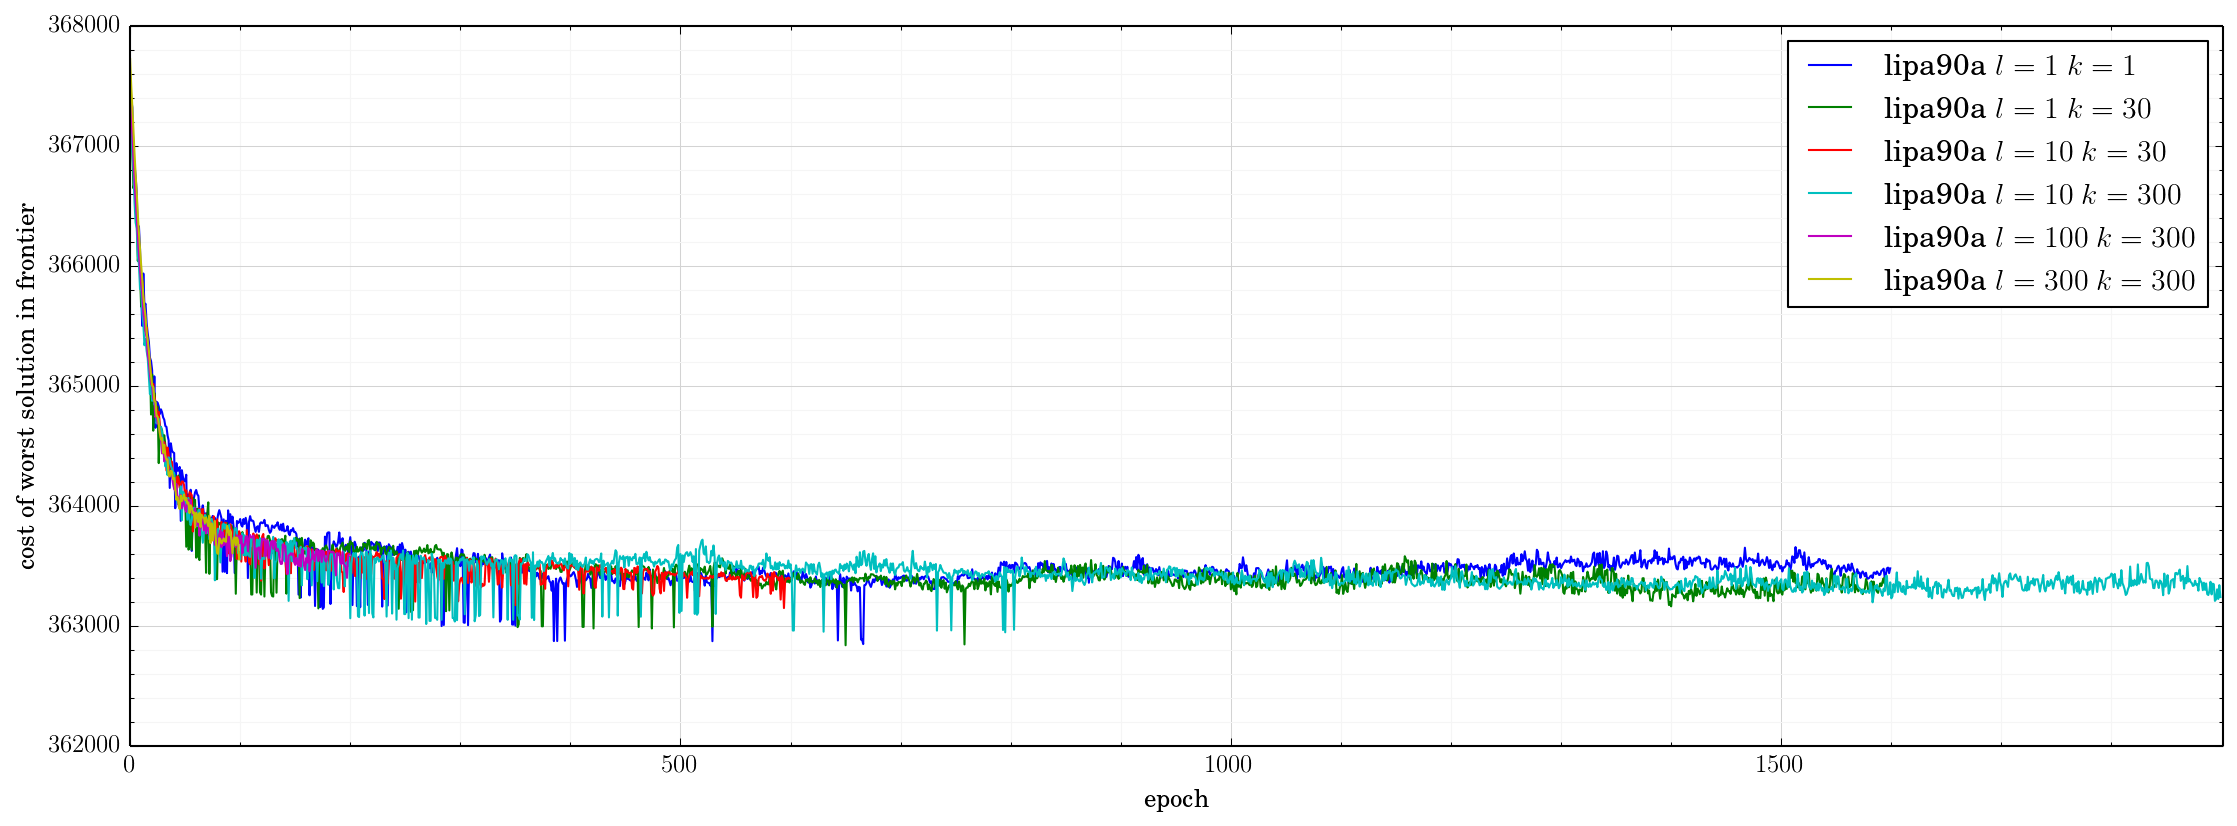 368000
367000
366000
365000
364000
363000
362000
cost of worst solution in frontier
0
500
1000
1500
epoch
lipa90a l = 1 k = 1
lipa90a l = 1 k = 30
lipa90a l = 10 k = 30
lipa90a l = 10 k = 300
lipa90a l = 100 k = 300
lipa90a l = 300 k = 300